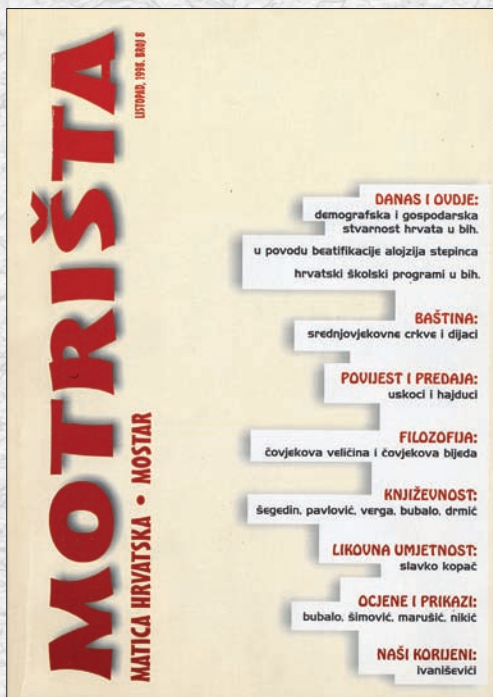 MOTRIŠTA
LISTOPAD, 1998. BROJ 8
MATICA HRVATSKA • MOSTAR
DANAS I OVDJE:
demografska i gospodarska
stvarnost hrvata u bih.
u povodu beatifikacije alojzija stepinca
hrvatski školski programi u bih.
BAŠTINA:
srednjovjekovne crkve i dijaci
POVIJEST I PREDAJA:
uskoci i hajduci
FILOZOFIJA:
čovjekova veličina i čovjekova bijeda
KNJIŽEVNOST:
šegedin, pavlović, verga, bubalo, drmić
LIKOVNA UMJETNOST:
slavko kopač
OCJENE I PRIKAZI:
bubalo, šimović, marušić, nikić
NAŠI KORIJENI:
ivaniševići